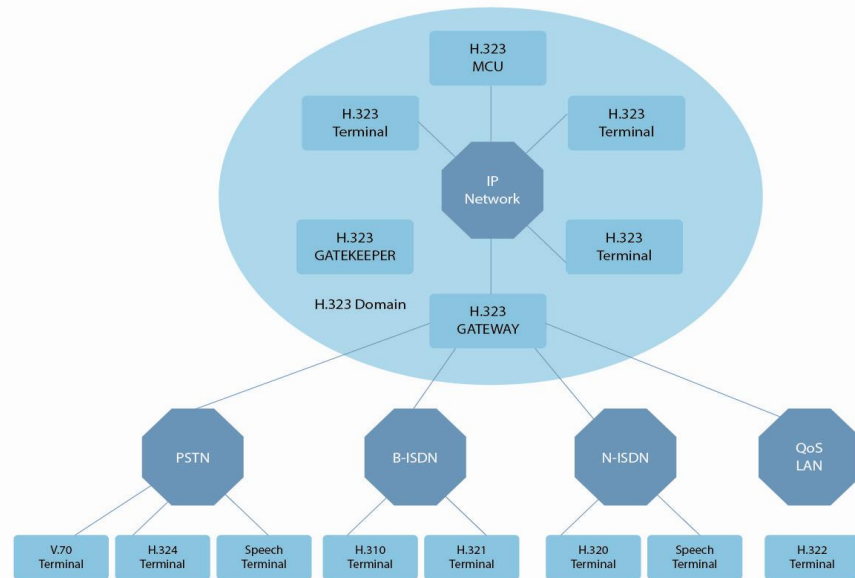 H.323
MCU
H.323
Terminal
H.323
Terminal
IP
Network
H.323
GATEKEEPER
H.323
Terminal
H.323 Domain
H.323
GATEWAY
PSTN
B-ISDN
N-ISDN
QoS
LAN
V.70
Terminal
H.324
Terminal
Speech
Terminal
H.310
Terminal
H.321
Terminal
H.320
Terminal
Speech
Terminal
H.322
Terminal